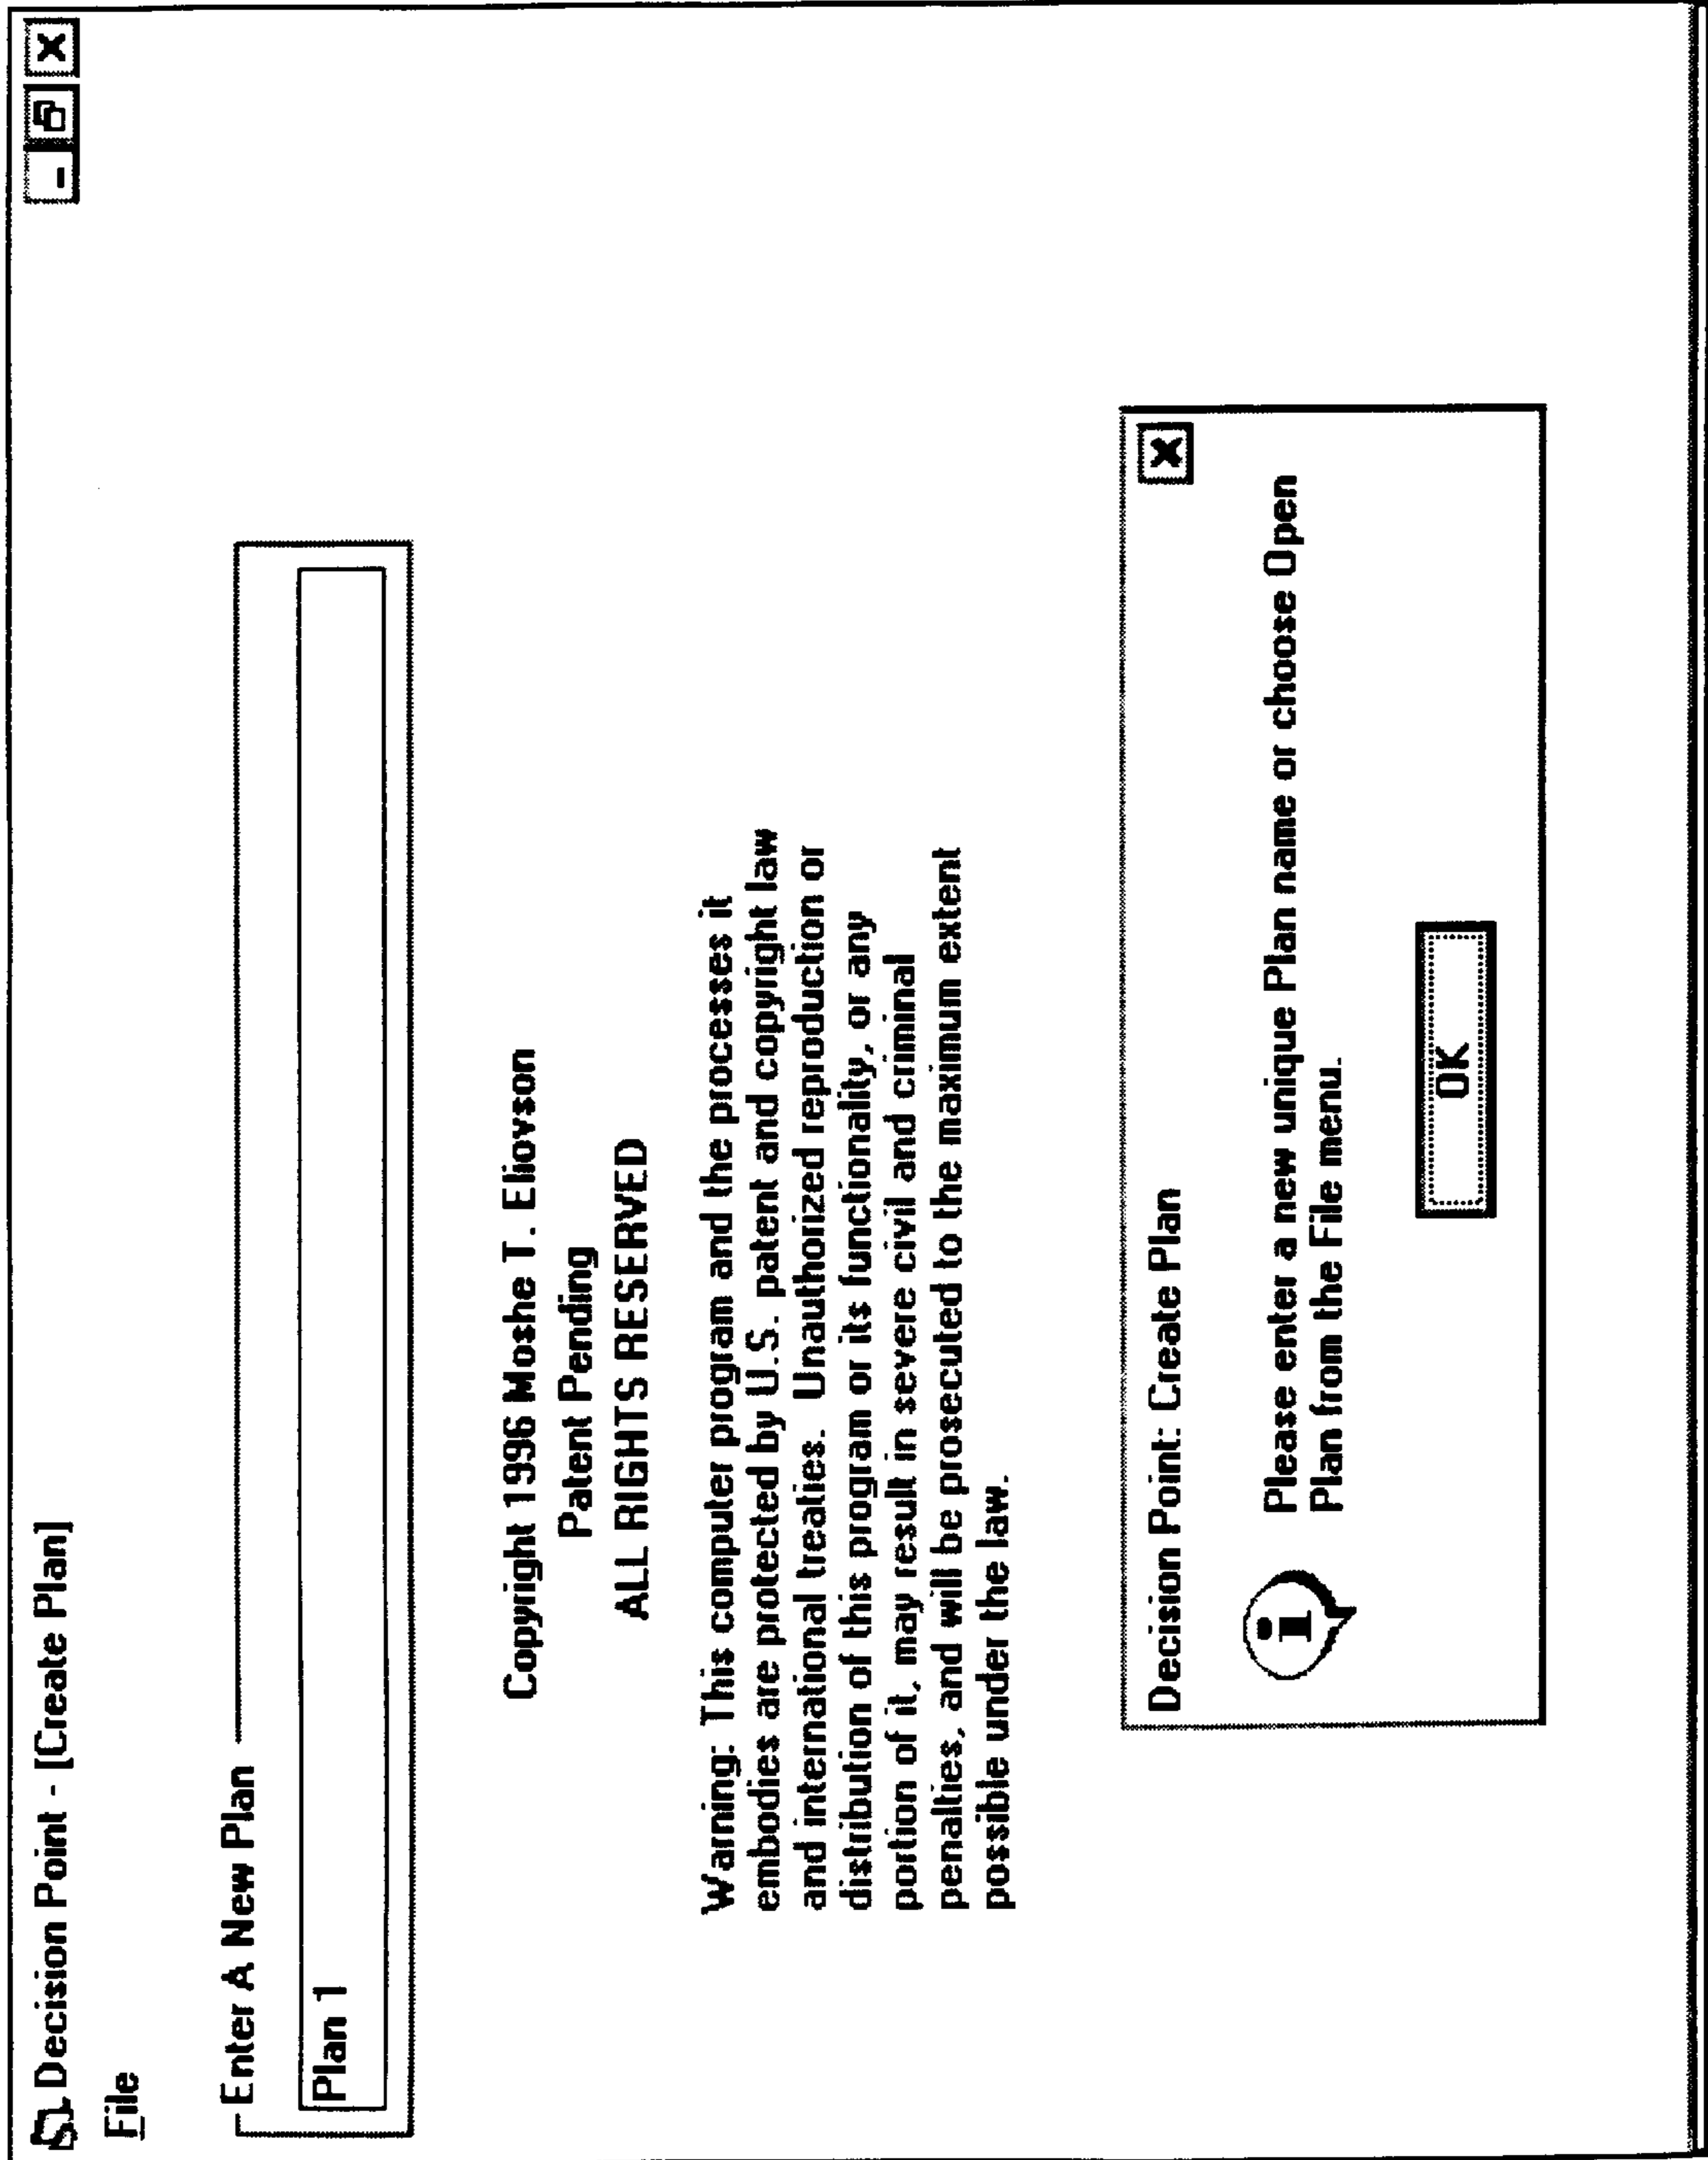 Decision Point - [Create Plan]
File
Enter A New Plan
Plan 1
Copyright 1996 Moshe T. Eliovson
Patent Pending
ALL RIGHTS RESERVED
Warning: This computer program and the processes it
embodies are protected by U.S. patent and copyright law
and international treaties. Unauthorized reproduction or
distribution of this program or its functionality, or any
portion of it, may result in severe civil and criminal
penalties, and will be prosecuted to the maximum extent
possible under the law.
Decision Point: Create Plan
Please enter a new unique Plan name or choose Open
Plan from the File menu.
OK